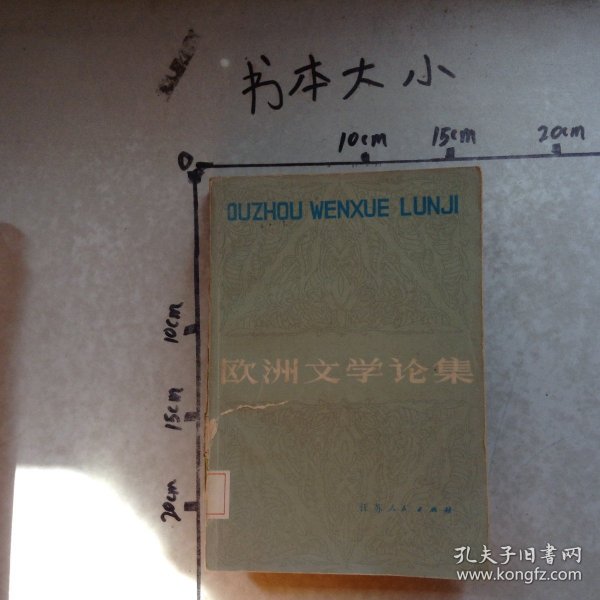 书本大小
0
10cm
15cm
20cm
10cm
15cm
20cm
OUZHOU WENXUE LUNJI
欧洲文学论集
江苏人民出版社
孔夫子旧书网
www.kongfz.com